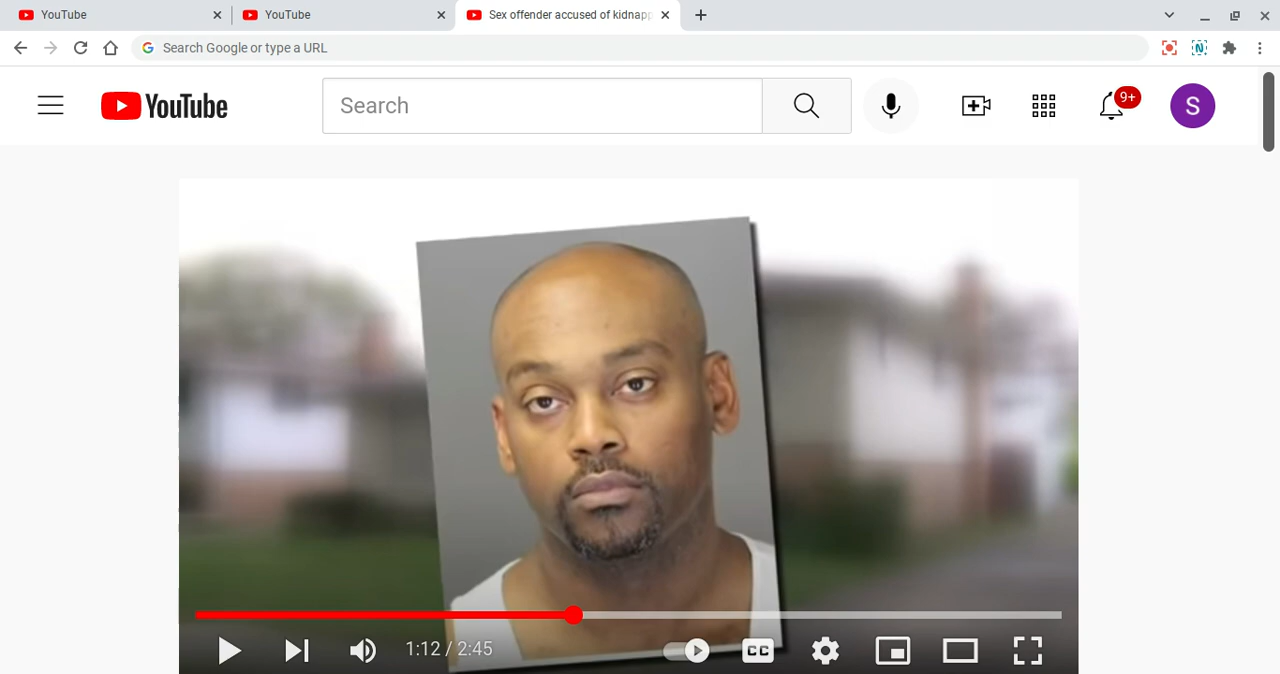 YouTube
YouTube
Sex offender accused of kidnapp
Search Google or type a URL
YouTube
Search
9+
S
1:12 / 2:45
CC